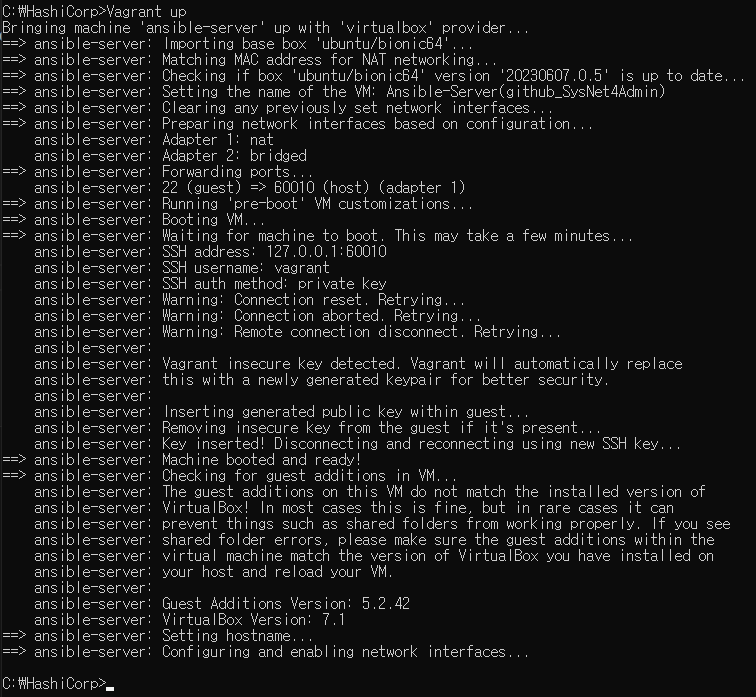 C:\HashiCorp>Vagrant up
Bringing machine 'ansible-server' up with 'virtualbox' provider...
==> ansible-server: Importing base box 'ubuntu/bionic64'...
==> ansible-server: Matching MAC address for NAT networking...
==> ansible-server: Checking if box 'ubuntu/bionic64' version '20230607.0.5' is up to date...
==> ansible-server: Setting the name of the VM: Ansible-Server(github_SysNet4Admin)
==> ansible-server: Clearing any previously set network interfaces...
==> ansible-server: Preparing network interfaces based on configuration...
    ansible-server: Adapter 1: nat
    ansible-server: Adapter 2: bridged
==> ansible-server: Forwarding ports...
    ansible-server: 22 (guest) => 60010 (host) (adapter 1)
==> ansible-server: Running 'pre-boot' VM customizations...
==> ansible-server: Booting VM...
==> ansible-server: Waiting for machine to boot. This may take a few minutes...
    ansible-server: SSH address: 127.0.0.1:60010
    ansible-server: SSH username: vagrant
    ansible-server: SSH auth method: private key
    ansible-server: Warning: Connection reset. Retrying...
    ansible-server: Warning: Connection aborted. Retrying...
    ansible-server: Warning: Remote connection disconnect. Retrying...
    ansible-server:
    ansible-server: Vagrant insecure key detected. Vagrant will automatically replace
    ansible-server: this with a newly generated keypair for better security.
    ansible-server:
    ansible-server: Inserting generated public key within guest...
    ansible-server: Removing insecure key from the guest if it's present...
    ansible-server: Key inserted! Disconnecting and reconnecting using new SSH key...
==> ansible-server: Machine booted and ready!
==> ansible-server: Checking for guest additions in VM...
    ansible-server: The guest additions on this VM do not match the installed version of
    ansible-server: VirtualBox! In most cases this is fine, but in rare cases it can
    ansible-server: prevent things such as shared folders from working properly. If you see
    ansible-server: shared folder errors, please make sure the guest additions within the
    ansible-server: virtual machine match the version of VirtualBox you have installed on
    ansible-server: your host and reload your VM.
    ansible-server:
    ansible-server: Guest Additions Version: 5.2.42
    ansible-server: VirtualBox Version: 7.1
==> ansible-server: Setting hostname...
==> ansible-server: Configuring and enabling network interfaces...
C:₩HashiCorp>